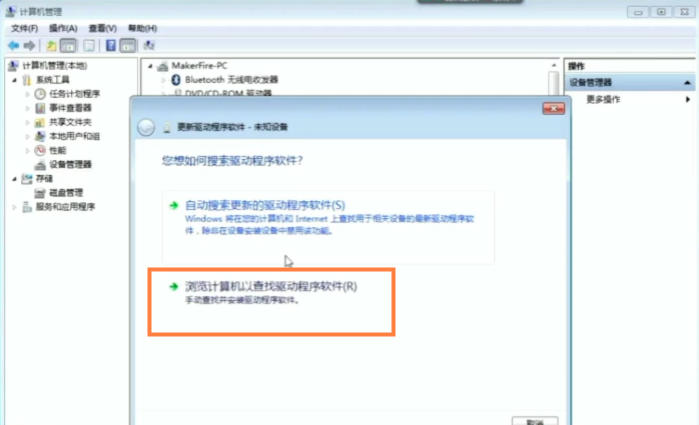 计算机管理
文件(F) 操作(A) 查看(V) 帮助(H)
计算机管理(本地)
系统工具
任务计划程序
事件查看器
共享文件夹
本地用户和组
性能
设备管理器
存储
磁盘管理
服务和应用程序
MakerFire-PC
Bluetooth 无线电收发器
DVD/CD-ROM 驱动器
操作
设备管理器
更多操作
更新驱动程序软件 - 未知设备
您想如何搜索驱动程序软件?
自动搜索更新的驱动程序软件(S)
Windows 将在您的计算机和 Internet 上查找用于相关设备的最新驱动程序软
件，除非在设备安装设置中禁用该功能。
浏览计算机以查找驱动程序软件(R)
手动查找并安装驱动程序软件。
取消